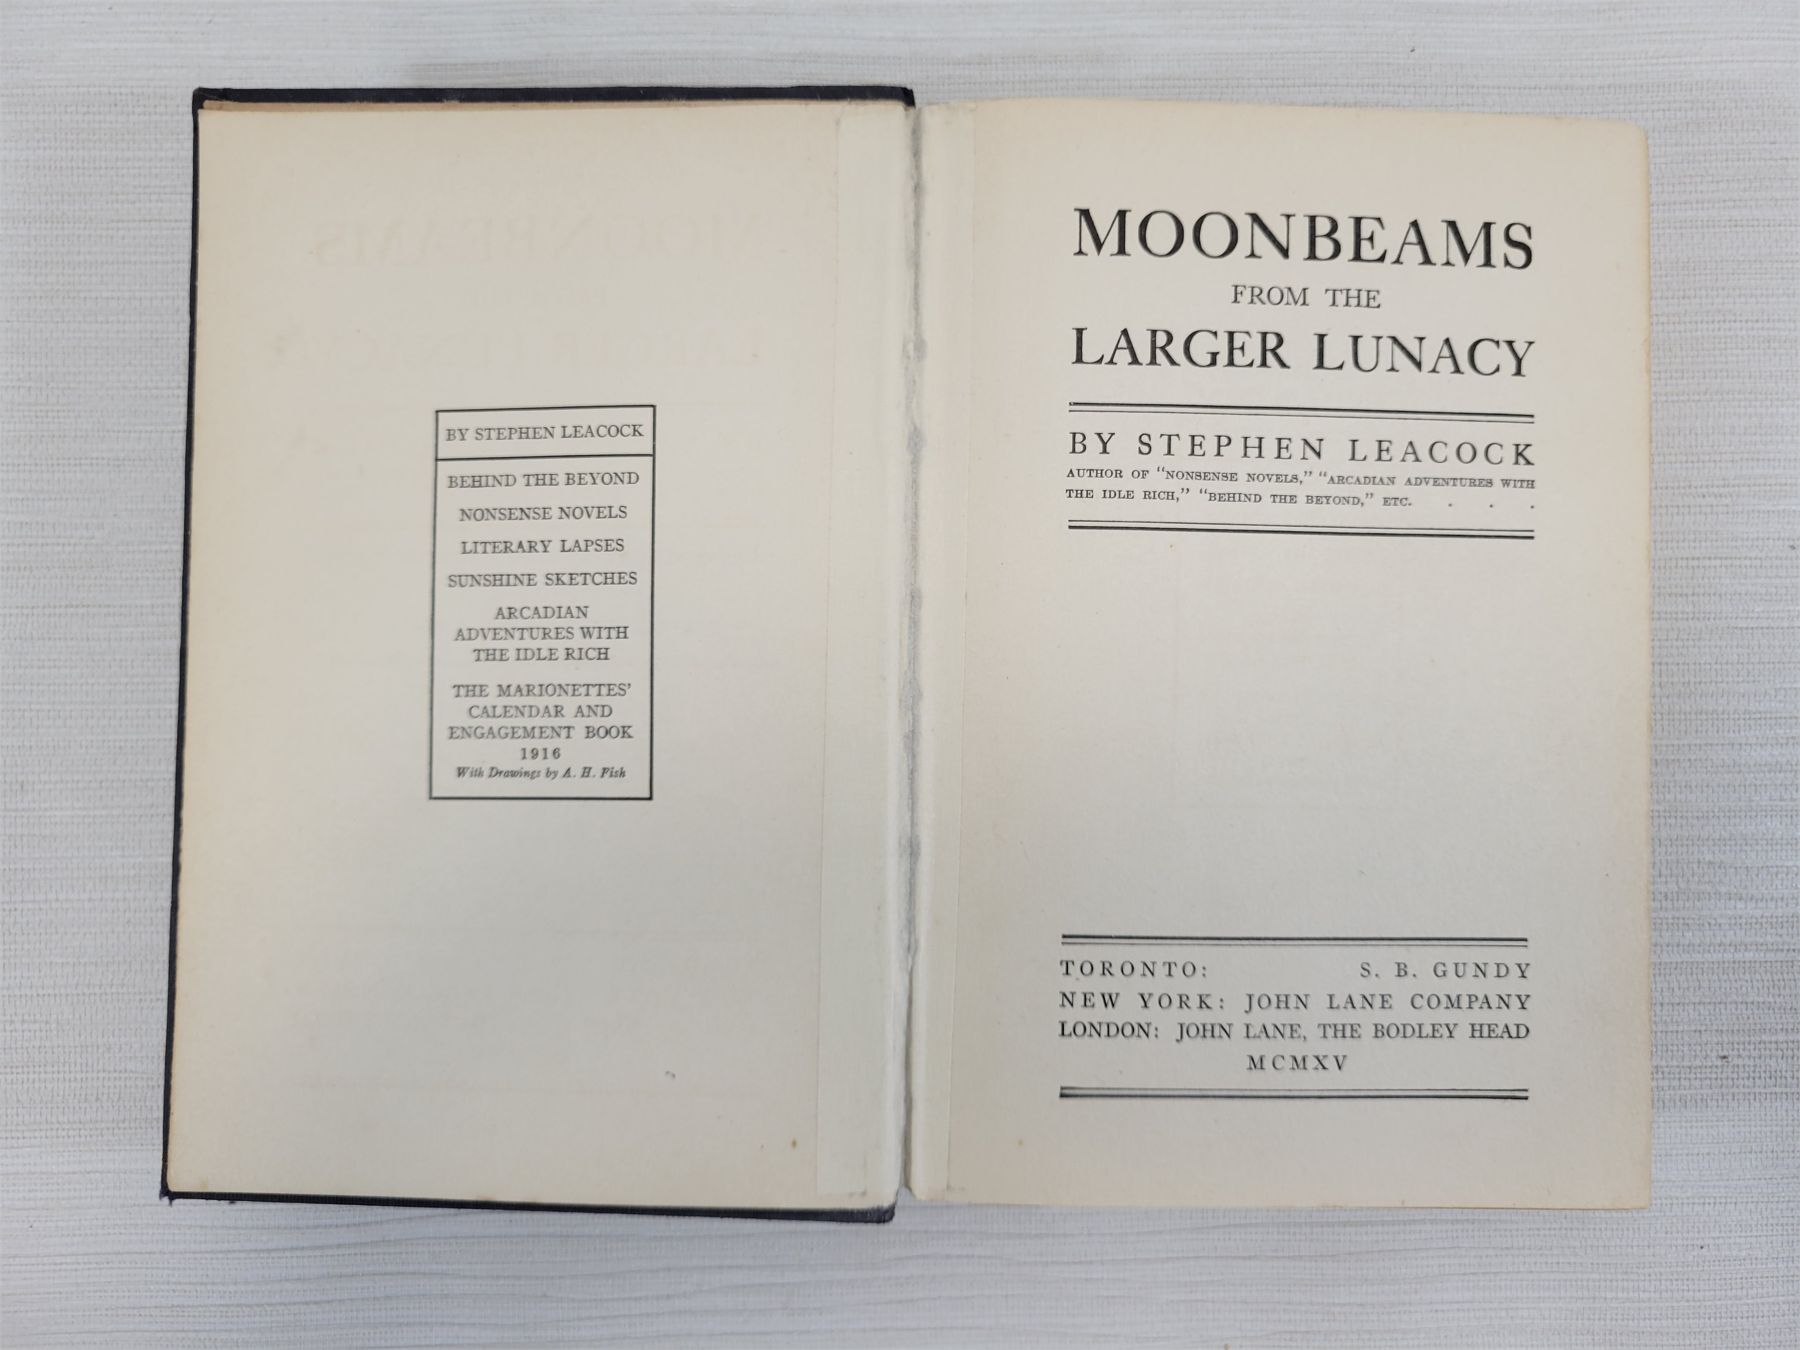 BY STEPHEN LEACOCK
BEHIND THE BEYOND
NONSENSE NOVELS
LITERARY LAPSES
SUNSHINE SKETCHES
ARCADIAN
ADVENTURES WITH
THE IDLE RICH
THE MARIONETTES'
CALENDAR AND
ENGAGEMENT BOOK
1916
With Drawings by A. H. Fish
MOONBEAMS
FROM THE
LARGER LUNACY
BY STEPHEN LEACOCK
AUTHOR OF "NONSENSE NOVELS," "ARCADIAN ADVENTURES WITH
THE IDLE RICH," "BEHIND THE BEYOND," ETC. . . .
TORONTO: S. B. GUNDY
NEW YORK: JOHN LANE COMPANY
LONDON: JOHN LANE, THE BODLEY HEAD
MCMXV